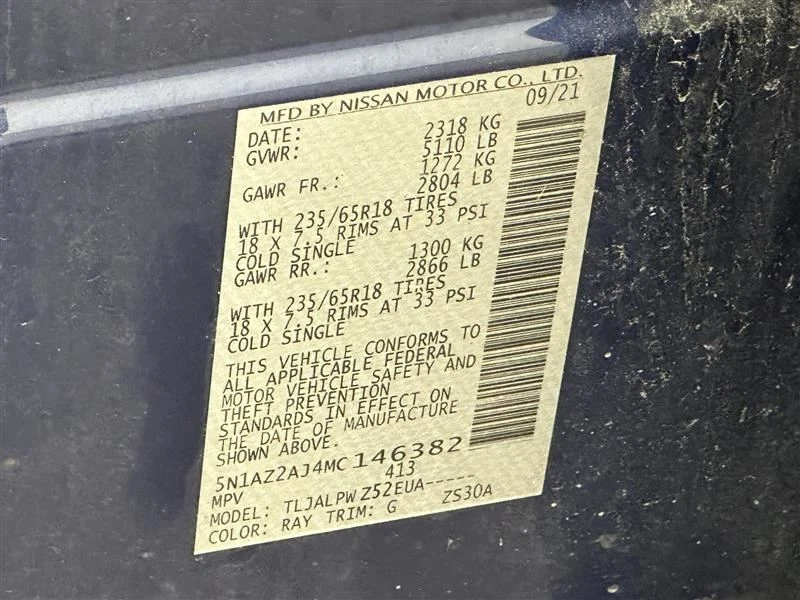 MFD BY NISSAN MOTOR CO., LTD.
DATE: 09/21
GVWR: 2318 KG
5110 LB
GAWR FR.: 1272 KG
2804 LB
WITH 235/65R18 TIRES
18 X 7.5 RIMS AT 33 PSI
COLD SINGLE
GAWR RR.: 1300 KG
2866 LB
WITH 235/65R18 TIRES
18 X 7.5 RIMS AT 33 PSI
COLD SINGLE
THIS VEHICLE CONFORMS TO
ALL APPLICABLE FEDERAL
MOTOR VEHICLE SAFETY AND
THEFT PREVENTION
STANDARDS IN EFFECT ON
THE DATE OF MANUFACTURE
SHOWN ABOVE.
5N1AZ2AJ4MC146382
MPV 413
MODEL: TLJALPW Z52EUA-----
COLOR: RAY TRIM: G ZS30A